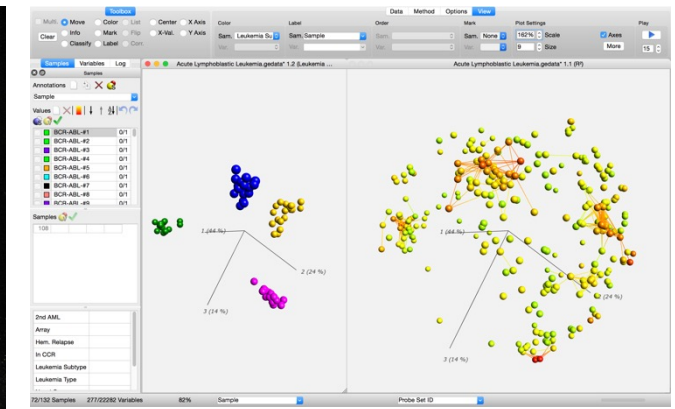 Toolbox
Data Method Options View
Multi. Move Color List Center X Axis
Info Mark Flip X-Val. Y Axis
Clear Classify Label Corr.
Color Label Order Mark Plot Settings Play
Sam. Leukemia Su Sam. Sample Sam. Sam. None 162% Scale Axes
Var. Var. Var. Var. 9 Size More 15
Samples Variables Log
Samples
Acute Lymphoblastic Leukemia.gedata* 1.2 (Leukemia ...
Acute Lymphoblastic Leukemia.gedata* 1.1 (R²)
Annotations
Sample
Values
BCR-ABL-#1 0/1
BCR-ABL-#2 0/1
BCR-ABL-#3 0/1
BCR-ABL-#4 0/1
BCR-ABL-#5 0/1
BCR-ABL-#6 0/1
BCR-ABL-#7 0/1
BCR-ABL-#8 0/1
BCR-ABL-#9 0/1
Samples
108
1 (44 %)
2 (24 %)
3 (14 %)
1 (44 %)
2 (24 %)
3 (14 %)
2nd AML
Array
Hem. Relapse
In CCR
Leukemia Subtype
Leukemia Type
72/132 Samples 277/22282 Variables 82% Sample Probe Set ID